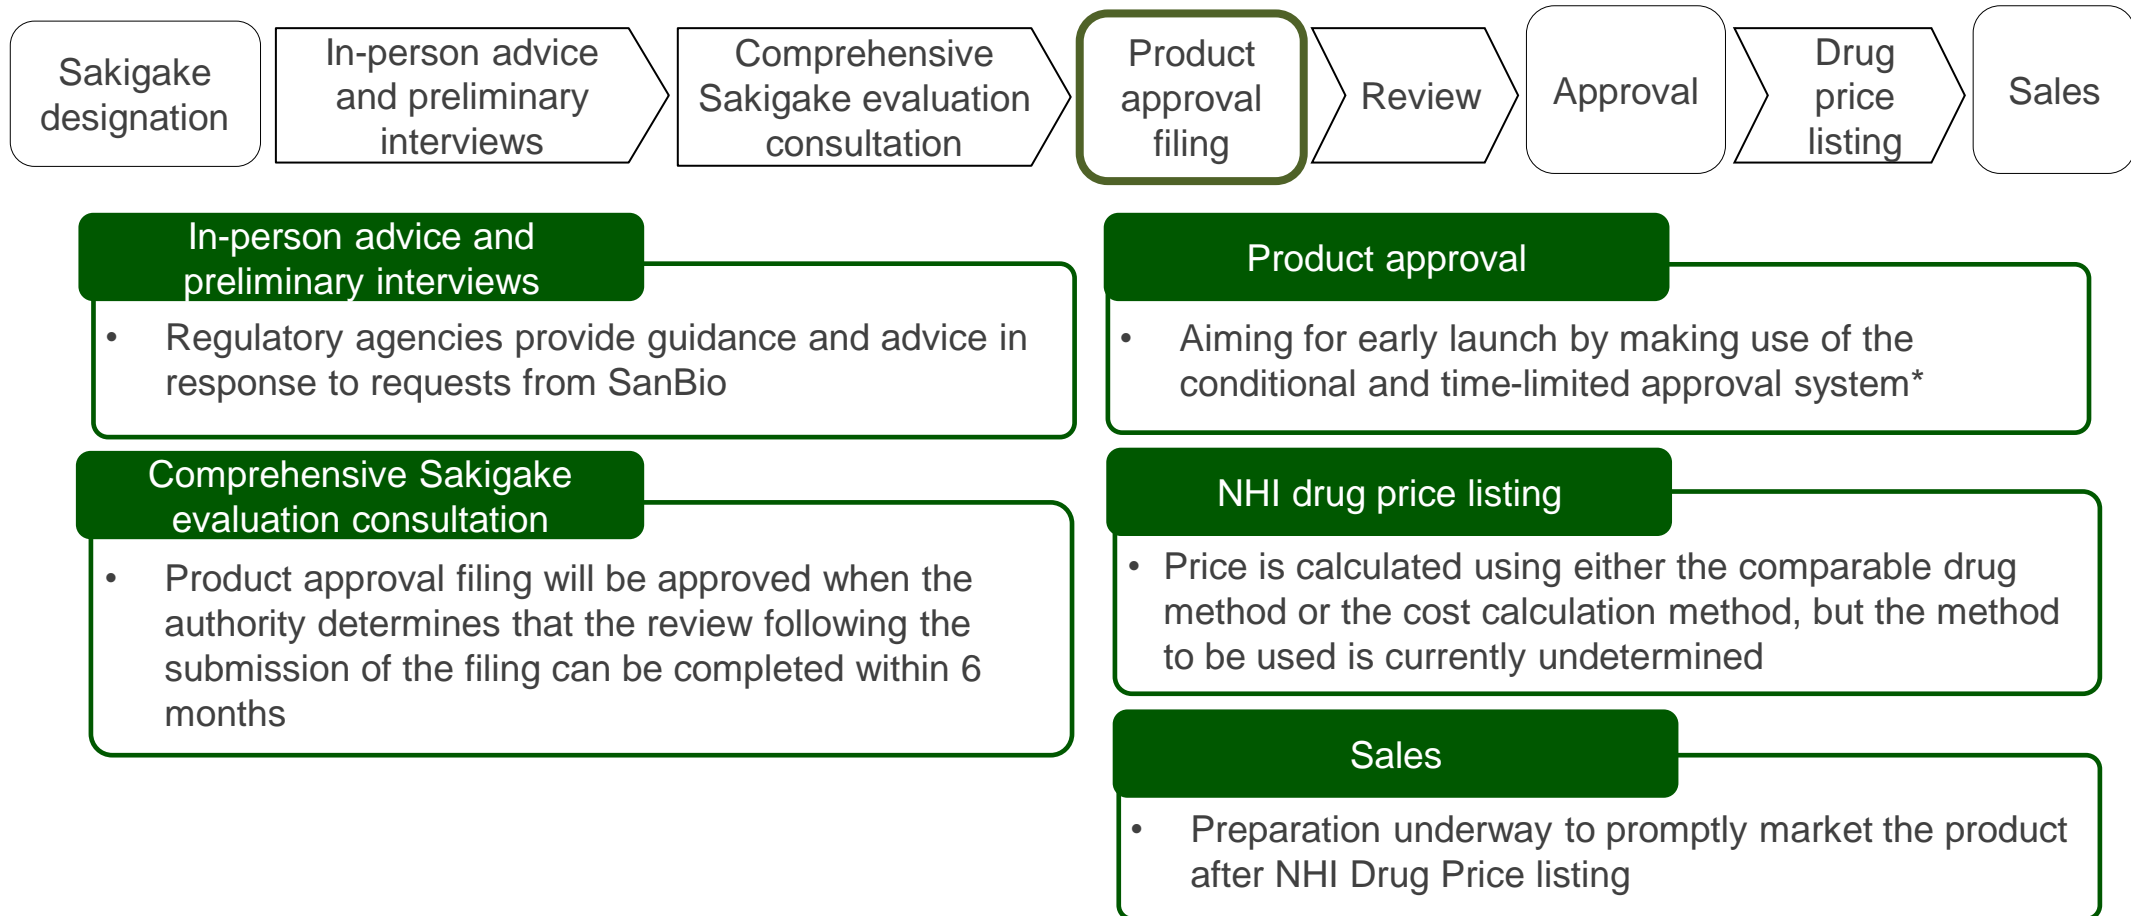 Sakigake
designation
In-person advice
and preliminary
interviews
Comprehensive
Sakigake evaluation
consultation
Product
approval
filing
Review
Approval
Drug
price
listing
Sales
In-person advice and
preliminary interviews
• Regulatory agencies provide guidance and advice in
response to requests from SanBio
Comprehensive Sakigake
evaluation consultation
• Product approval filing will be approved when the
authority determines that the review following the
submission of the filing can be completed within 6
months
Product approval
• Aiming for early launch by making use of the
conditional and time-limited approval system*
NHI drug price listing
• Price is calculated using either the comparable drug
method or the cost calculation method, but the method
to be used is currently undetermined
Sales
• Preparation underway to promptly market the product
after NHI Drug Price listing